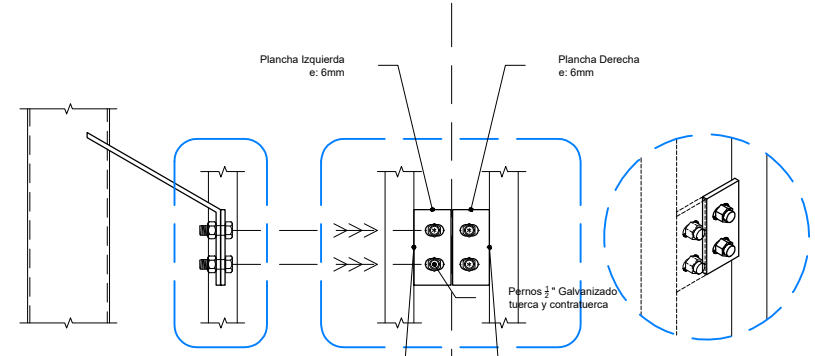 Plancha Izquierda
e: 6mm
Plancha Derecha
e: 6mm
Pernos ½" Galvanizado
tuerca y contratuerca